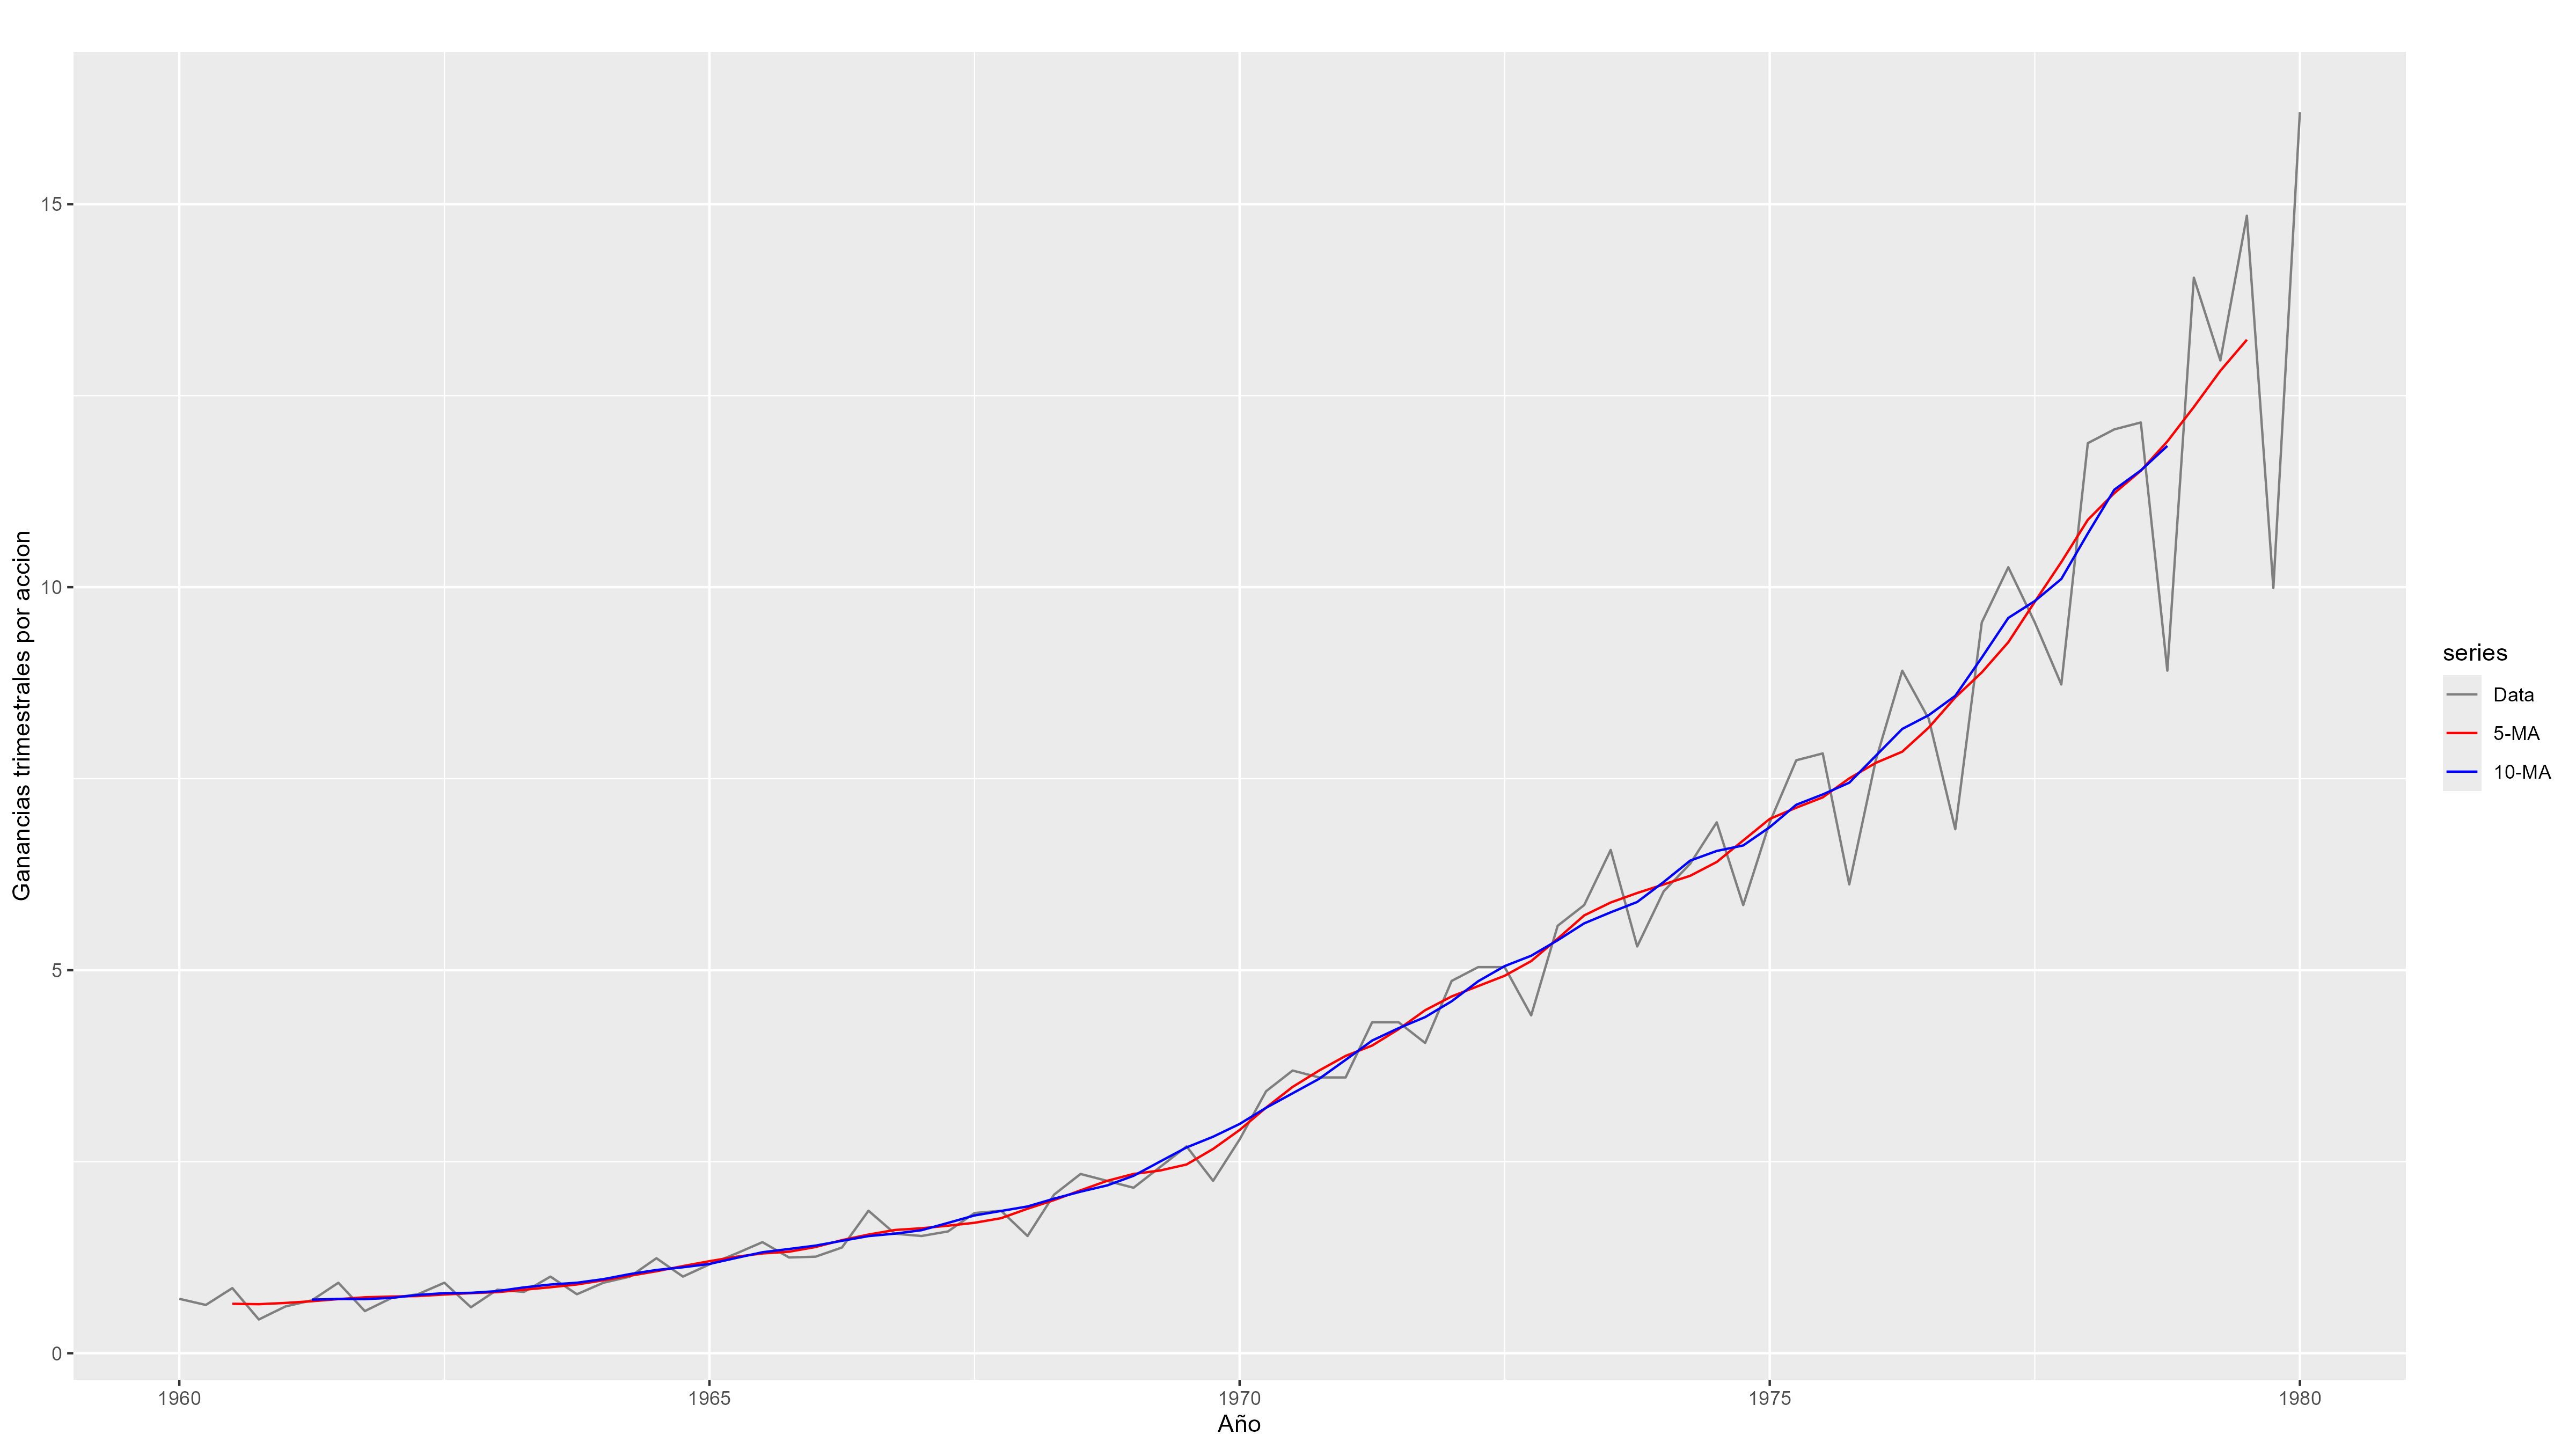 15
10
5
0
Ganancias trimestrales por accion
1960
1965
1970
1975
1980
Año
series
Data
5-MA
10-MA